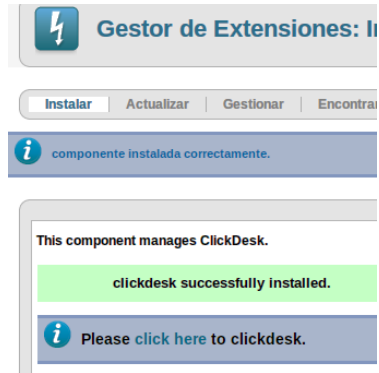 Gestor de Extensiones:
Instalar Actualizar Gestionar Encontrar
componente instalada correctamente.
This component manages ClickDesk.
clickdesk successfully installed.
Please click here to clickdesk.